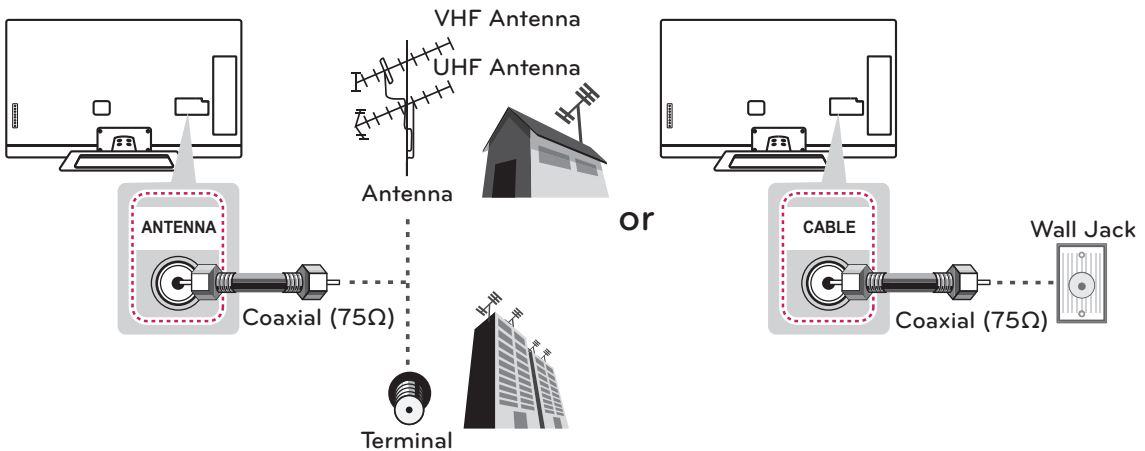 VHF Antenna
UHF Antenna
Antenna
ANTENNA
Coaxial (75Ω)
Terminal
or
CABLE
Wall Jack
Coaxial (75Ω)